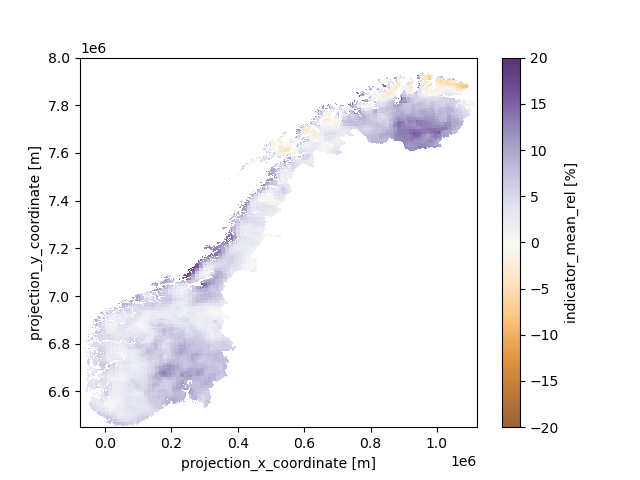 1e6
8.0
7.8
7.6
7.4
7.2
7.0
6.8
6.6
projection_y_coordinate [m]
0.0 0.2 0.4 0.6 0.8 1.0
1e6
projection_x_coordinate [m]
20
15
10
5
0
−5
−10
−15
−20
indicator_mean_rel [%]